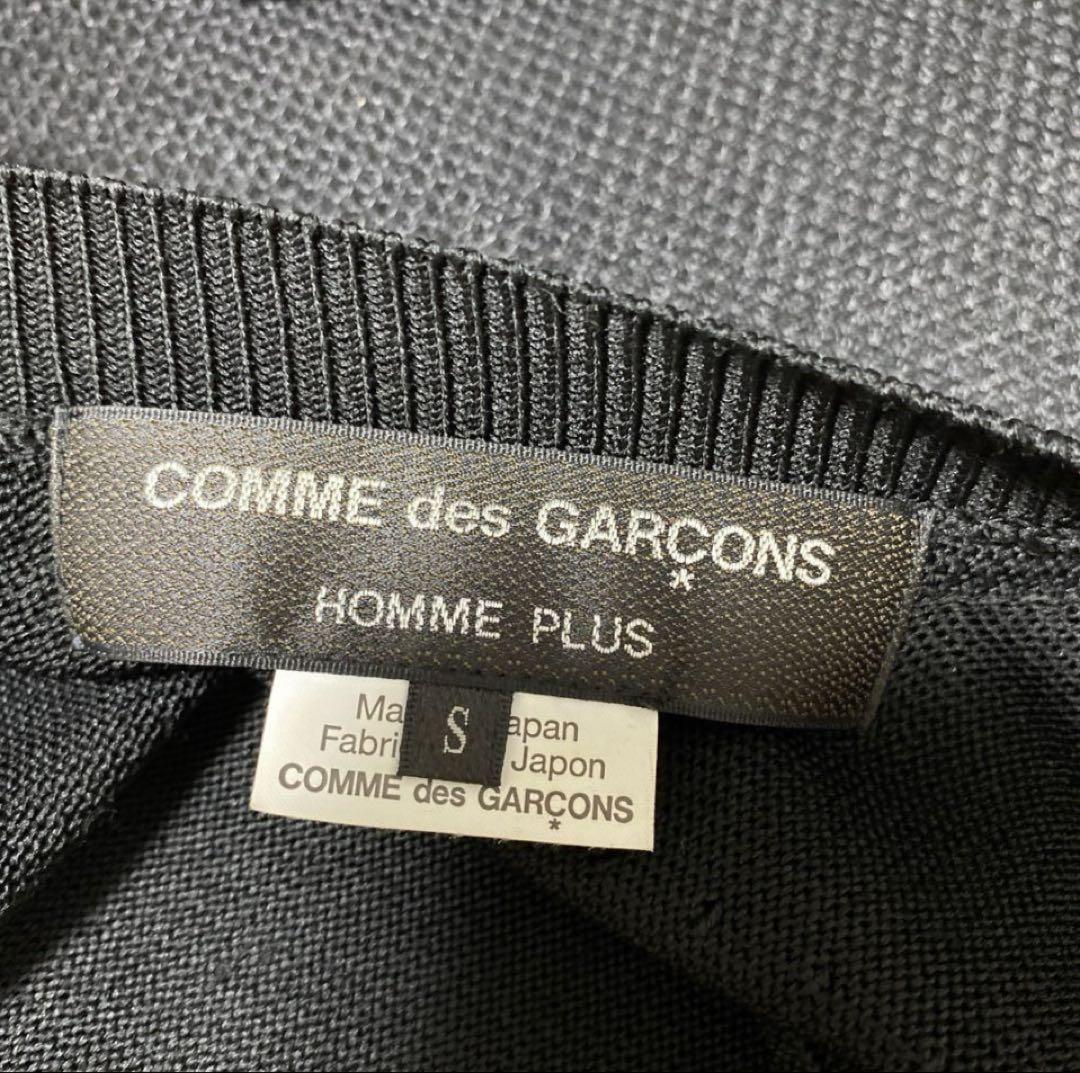 COMME des GARÇONS
HOMME PLUS
S
Ma apan
Fabri Japon
COMME des GARÇONS